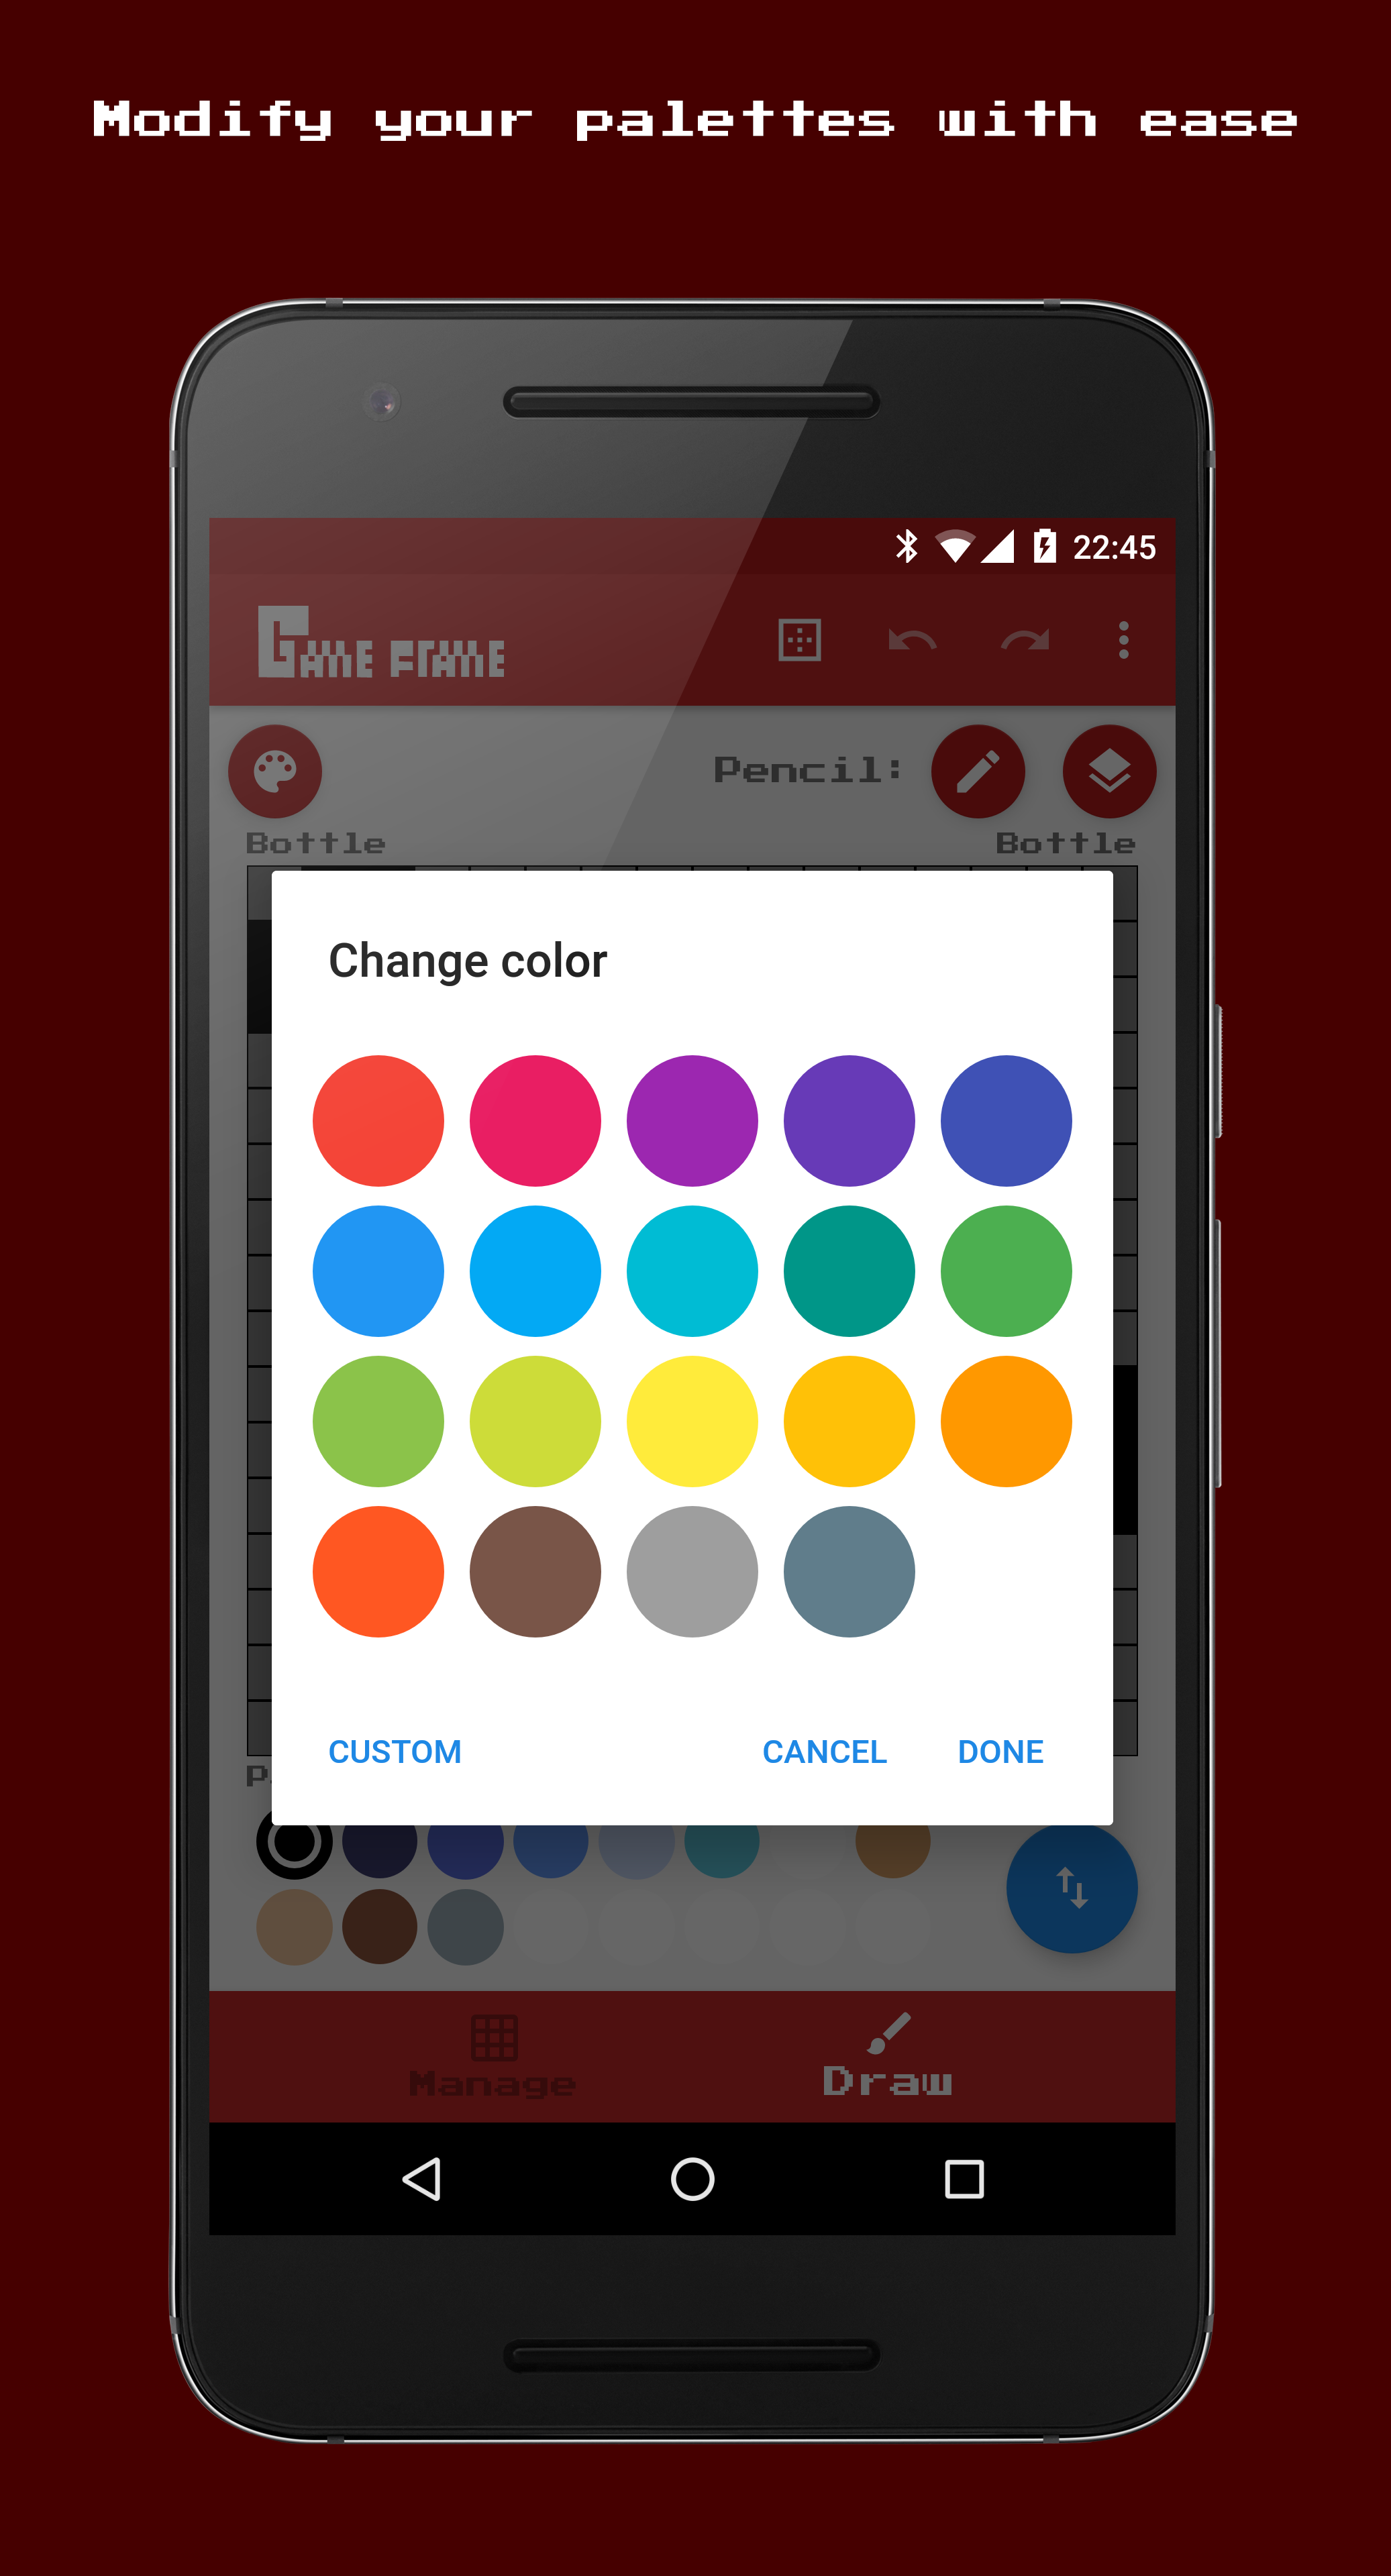 Modify your palettes with ease
22:45
Game Frame
Pencil:
Bottle Bottle
Change color
CUSTOM CANCEL DONE
Manage Draw